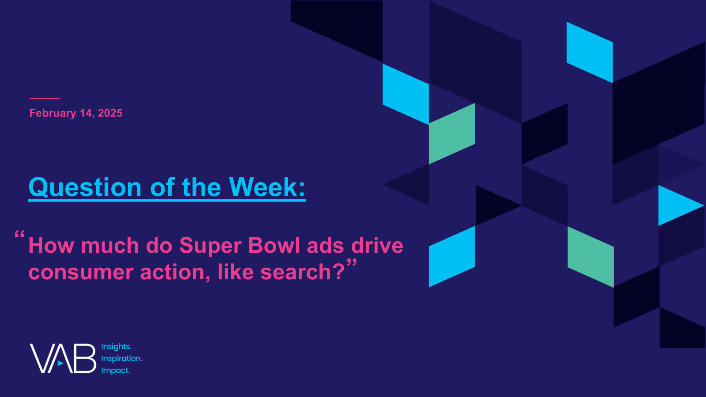 February 14, 2025
Question of the Week:
“How much do Super Bowl ads drive
consumer action, like search?”
VAB
Insights.
Inspiration.
Impact.